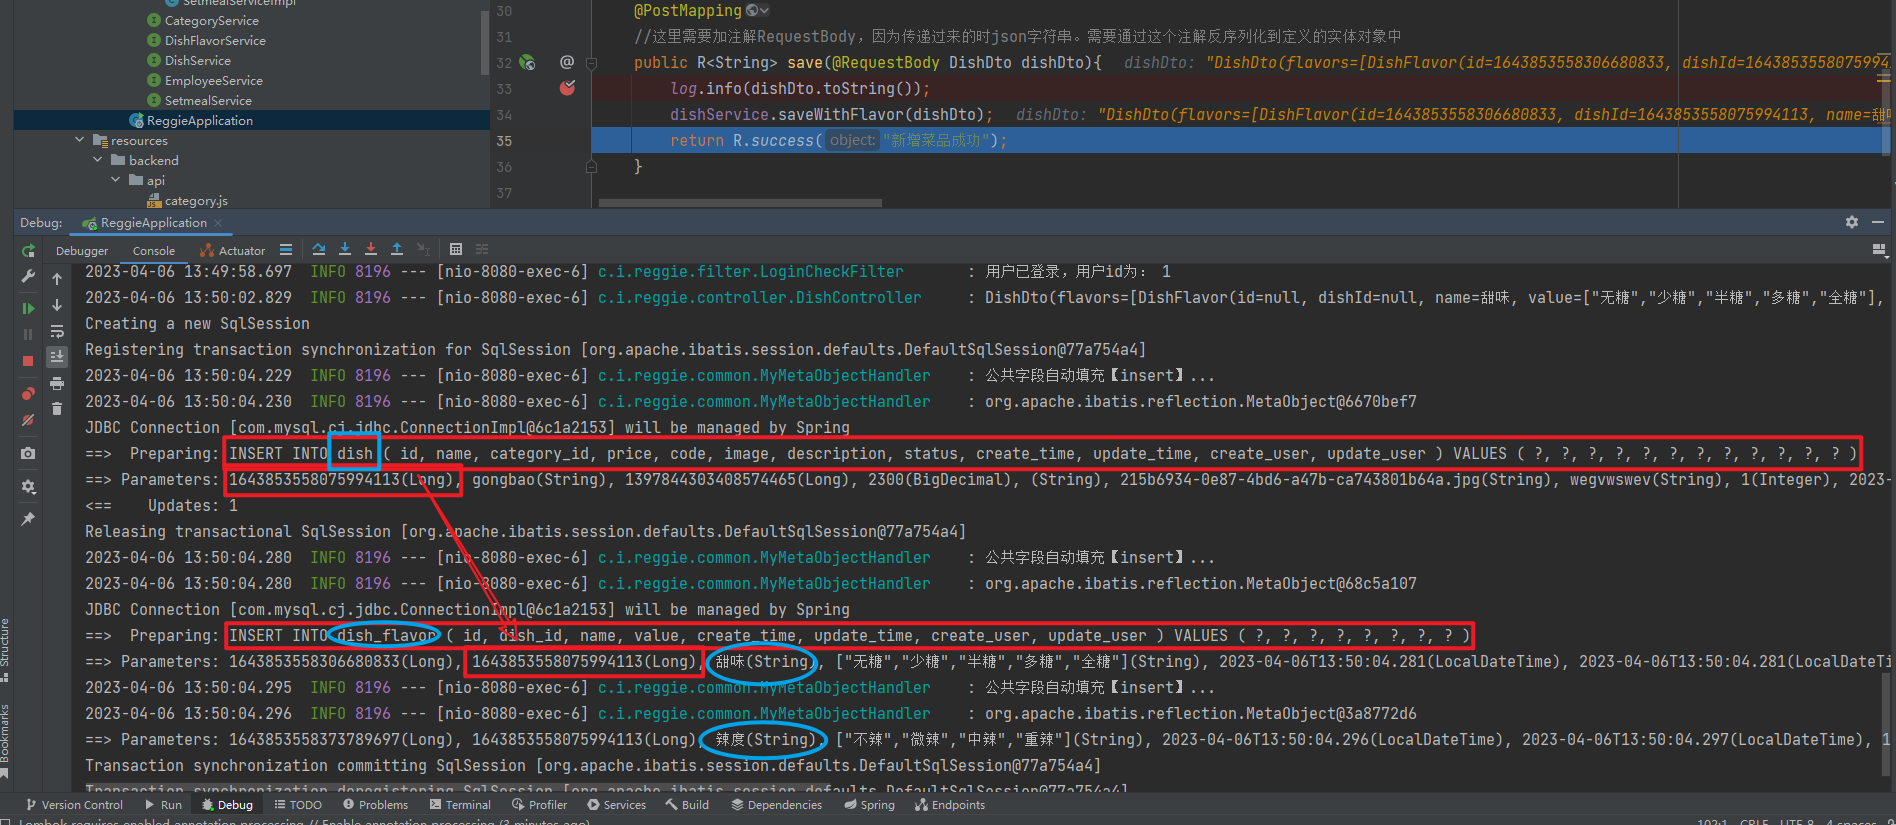 SetmealServiceImpl
CategoryService
DishFlavorService
DishService
EmployeeService
SetmealService
ReggieApplication
resources
backend
api
category.js
30 @PostMapping
31 //这里需要加注解RequestBody，因为传递过来的时json字符串。需要通过这个注解反序列化到定义的实体对象中
32 public R<String> save(@RequestBody DishDto dishDto){ dishDto: "DishDto(flavors=[DishFlavor(id=1643853558306680833, dishId=16438535580759941
33 log.info(dishDto.toString());
34 dishService.saveWithFlavor(dishDto); dishDto: "DishDto(flavors=[DishFlavor(id=1643853558306680833, dishId=1643853558075994113, name=甜味
35 return R.success( object: "新增菜品成功");
36 }
37
Debug: ReggieApplication
Debugger Console Actuator
2023-04-06 13:49:58.697 INFO 8196 --- [nio-8080-exec-6] c.i.reggie.filter.LoginCheckFilter : 用户已登录，用户id为： 1
2023-04-06 13:50:02.829 INFO 8196 --- [nio-8080-exec-6] c.i.reggie.controller.DishController : DishDto(flavors=[DishFlavor(id=null, dishId=null, name=甜味, value=["无糖","少糖","半糖","多糖","全糖"],
Creating a new SqlSession
Registering transaction synchronization for SqlSession [org.apache.ibatis.session.defaults.DefaultSqlSession@77a754a4]
2023-04-06 13:50:04.229 INFO 8196 --- [nio-8080-exec-6] c.i.reggie.common.MyMetaObjectHandler : 公共字段自动填充【insert】...
2023-04-06 13:50:04.230 INFO 8196 --- [nio-8080-exec-6] c.i.reggie.common.MyMetaObjectHandler : org.apache.ibatis.reflection.MetaObject@6670bef7
JDBC Connection [com.mysql.cj.jdbc.ConnectionImpl@6c1a2153] will be managed by Spring
==> Preparing: INSERT INTO dish ( id, name, category_id, price, code, image, description, status, create_time, update_time, create_user, update_user ) VALUES ( ?, ?, ?, ?, ?, ?, ?, ?, ?, ?, ?, ? )
==> Parameters: 1643853558075994113(Long), gongbao(String), 1397844303408574465(Long), 2300(BigDecimal), (String), 215b6934-0e87-4bd6-a47b-ca743801b64a.jpg(String), wegvwswev(String), 1(Integer), 2023-
<== Updates: 1
Releasing transactional SqlSession [org.apache.ibatis.session.defaults.DefaultSqlSession@77a754a4]
2023-04-06 13:50:04.280 INFO 8196 --- [nio-8080-exec-6] c.i.reggie.common.MyMetaObjectHandler : 公共字段自动填充【insert】...
2023-04-06 13:50:04.280 INFO 8196 --- [nio-8080-exec-6] c.i.reggie.common.MyMetaObjectHandler : org.apache.ibatis.reflection.MetaObject@68c5a107
JDBC Connection [com.mysql.cj.jdbc.ConnectionImpl@6c1a2153] will be managed by Spring
==> Preparing: INSERT INTO dish_flavor ( id, dish_id, name, value, create_time, update_time, create_user, update_user ) VALUES ( ?, ?, ?, ?, ?, ?, ?, ? )
==> Parameters: 1643853558306680833(Long), 1643853558075994113(Long), 甜味(String), ["无糖","少糖","半糖","多糖","全糖"](String), 2023-04-06T13:50:04.281(LocalDateTime), 2023-04-06T13:50:04.281(LocalDateTi
2023-04-06 13:50:04.295 INFO 8196 --- [nio-8080-exec-6] c.i.reggie.common.MyMetaObjectHandler : 公共字段自动填充【insert】...
2023-04-06 13:50:04.296 INFO 8196 --- [nio-8080-exec-6] c.i.reggie.common.MyMetaObjectHandler : org.apache.ibatis.reflection.MetaObject@3a8772d6
==> Parameters: 1643853558373789697(Long), 1643853558075994113(Long), 辣度(String), ["不辣","微辣","中辣","重辣"](String), 2023-04-06T13:50:04.296(LocalDateTime), 2023-04-06T13:50:04.297(LocalDateTime), 1
Transaction synchronization committing SqlSession [org.apache.ibatis.session.defaults.DefaultSqlSession@77a754a4]
Transaction synchronization deregistering SqlSession [org.apache.ibatis.session.defaults.DefaultSqlSession@77a754a4]
Structure
Bookmarks
Version Control Run Debug TODO Problems Terminal Profiler Services Build Dependencies Spring Endpoints
Lombok requires enabled annotation processing // Enable annotation processing (3 minutes ago) 102:1 CRLF UTF-8 4 spaces